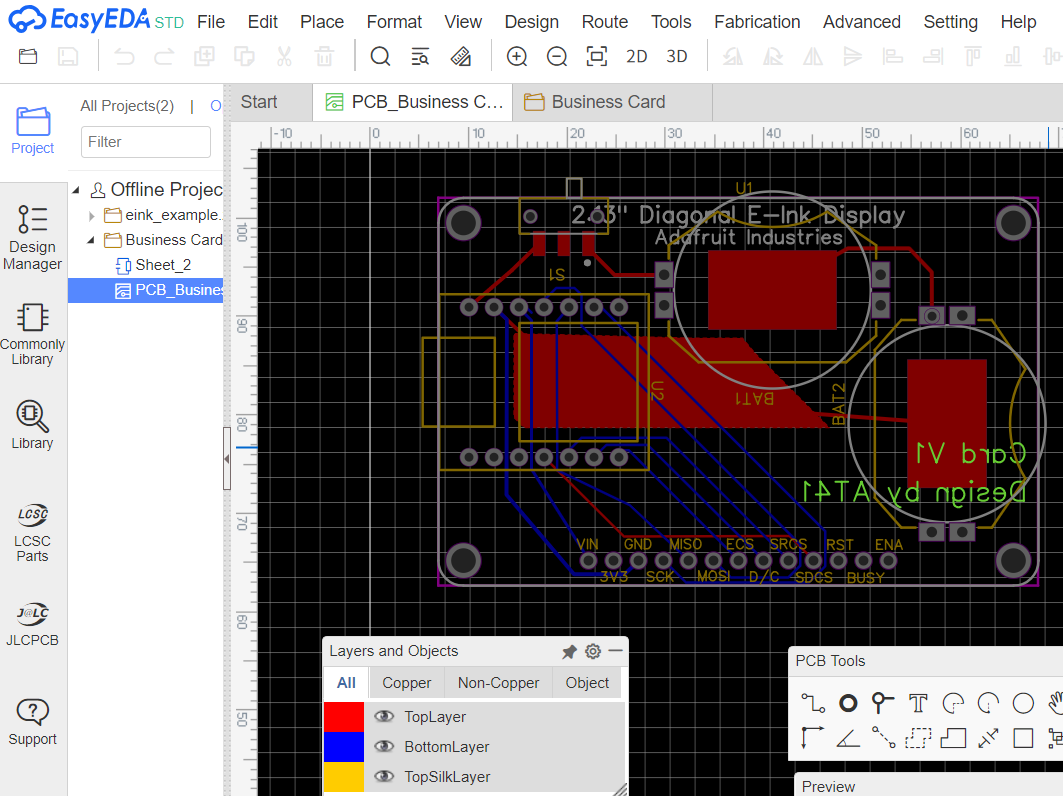 EasyEDA STD File Edit Place Format View Design Route Tools Fabrication Advanced Setting Help
2D 3D
Project
Design Manager
Commonly Library
Library
LCSC
LCSC Parts
J@LC
JLCPCB
Support
All Projects(2) | O
Filter
Offline Projec
eink_example.
Business Card
Sheet_2
PCB_Busines
Start PCB_Business C... Business Card
-10 0 10 20 30 40 50 60
100
90
80
70
60
50
U1
2.13" Diagonal E-Ink Display
Adafruit Industries
S1
U2
BAT1
BAT2
Card V1
Design by AT41
VIN GND MISO ECS SRCS RST ENA
3V3 SCK MOSI D/C SDCS BUSY
Layers and Objects
All Copper Non-Copper Object
TopLayer
BottomLayer
TopSilkLayer
PCB Tools
T
Preview